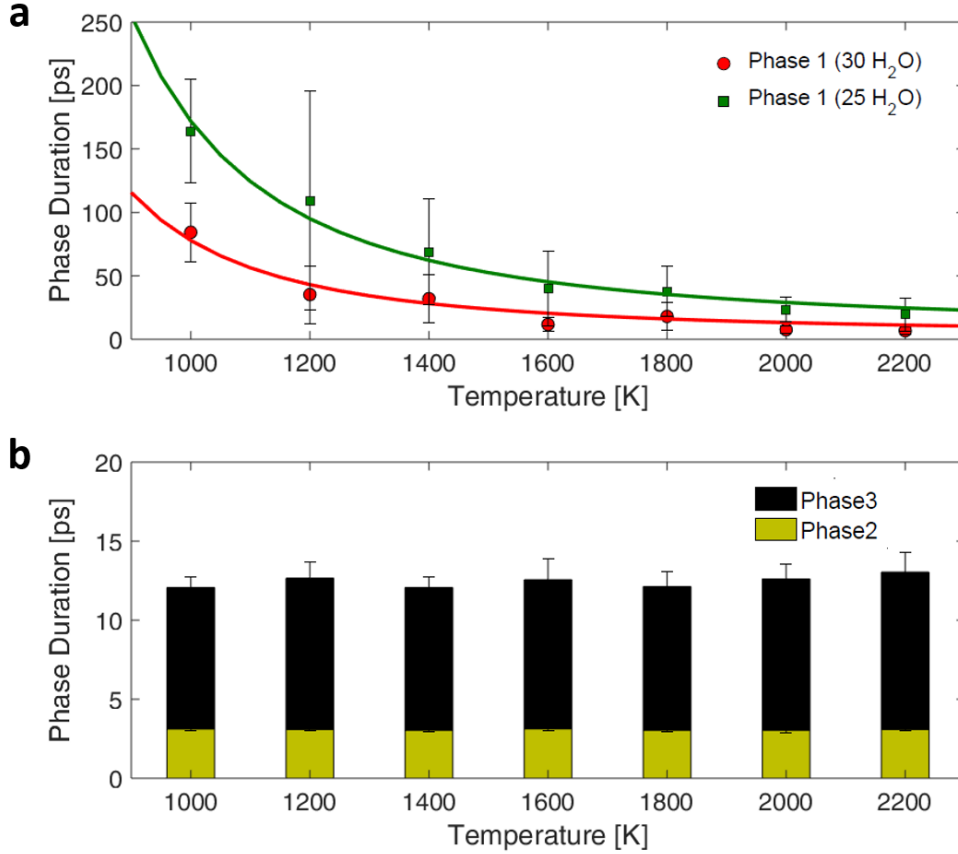 a
250
200
150
100
50
0
Phase Duration [ps]
Phase 1 (30 H₂O)
Phase 1 (25 H₂O)
1000 1200 1400 1600 1800 2000 2200
Temperature [K]
b
20
15
10
5
0
Phase Duration [ps]
Phase3
Phase2
1000 1200 1400 1600 1800 2000 2200
Temperature [K]